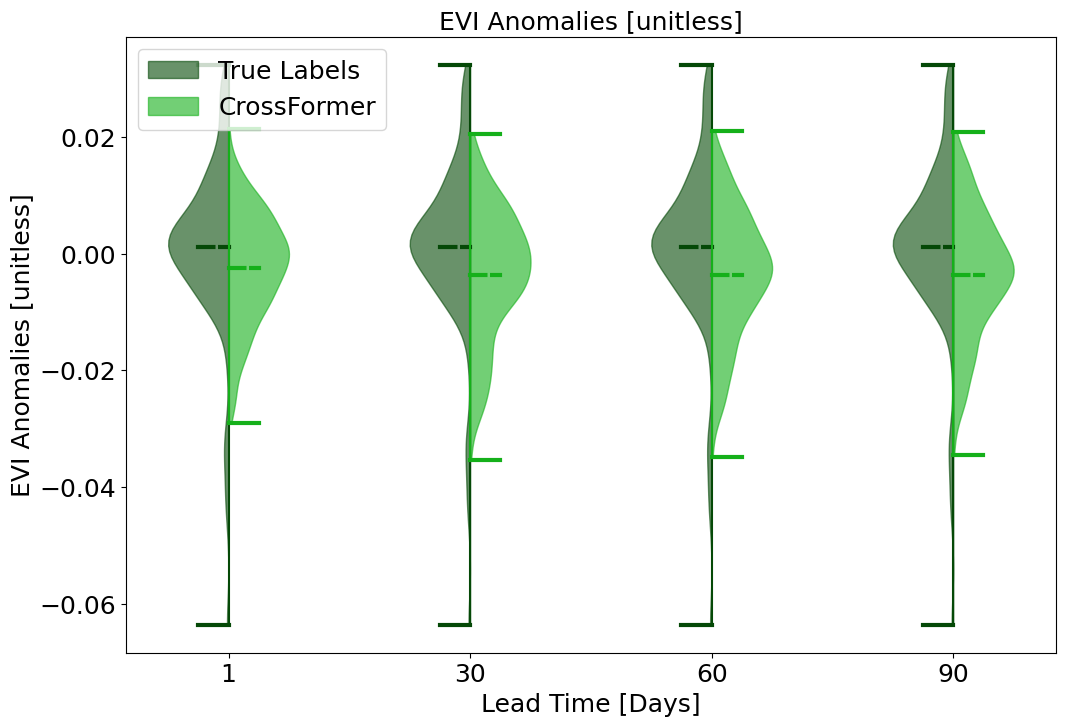 EVI Anomalies [unitless]
True Labels
CrossFormer
EVI Anomalies [unitless]
0.02
0.00
−0.02
−0.04
−0.06
1 30 60 90
Lead Time [Days]